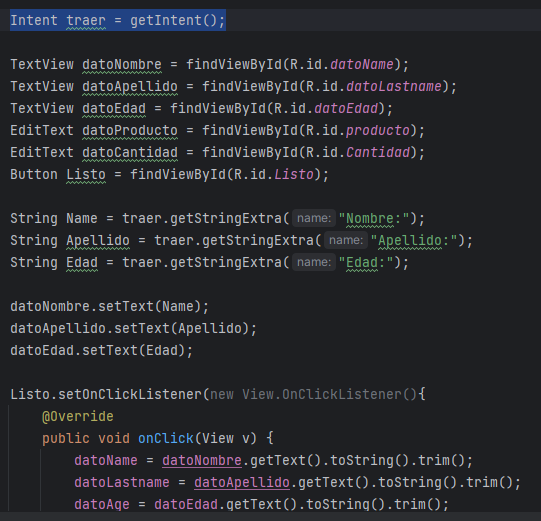 Intent traer = getIntent();
TextView datoNombre = findViewById(R.id.datoName);
TextView datoApellido = findViewById(R.id.datoLastname);
TextView datoEdad = findViewById(R.id.datoEdad);
EditText datoProducto = findViewById(R.id.producto);
EditText datoCantidad = findViewById(R.id.Cantidad);
Button Listo = findViewById(R.id.Listo);
String Name = traer.getStringExtra( name: "Nombre:");
String Apellido = traer.getStringExtra( name: "Apellido:");
String Edad = traer.getStringExtra( name: "Edad:");
datoNombre.setText(Name);
datoApellido.setText(Apellido);
datoEdad.setText(Edad);
Listo.setOnClickListener(new View.OnClickListener(){
@Override
public void onClick(View v) {
datoName = datoNombre.getText().toString().trim();
datoLastname = datoApellido.getText().toString().trim();
datoAge = datoEdad.getText().toString().trim();